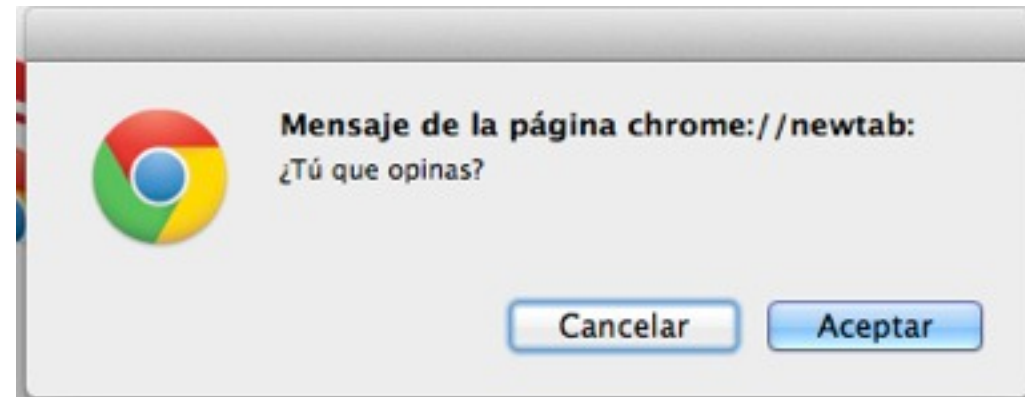 Mensaje de la página chrome://newtab:
¿Tú que opinas?
Cancelar
Aceptar